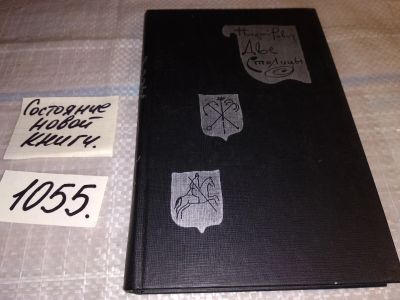 Состояние
новой
книги.
1055.
Две
Столицы